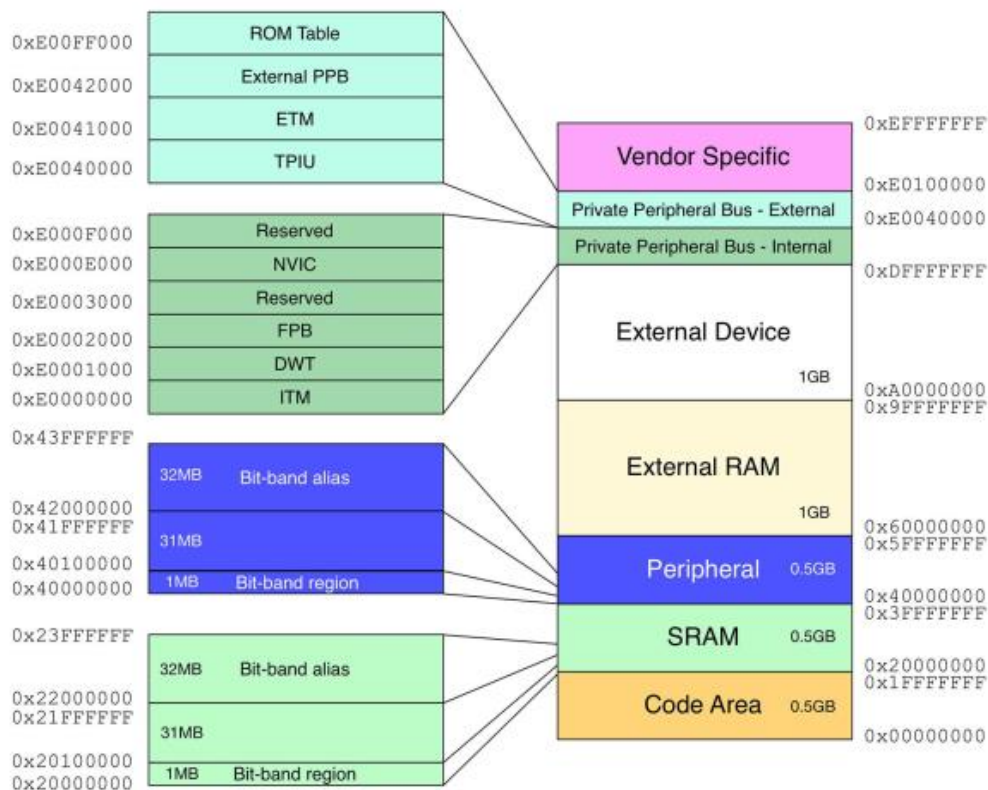 ROM Table
0xE00FF000
External PPB
0xE0042000
ETM
0xE0041000
TPIU
0xE0040000
Reserved
0xE000F000
NVIC
0xE000E000
Reserved
0xE0003000
FPB
0xE0002000
DWT
0xE0001000
ITM
0xE0000000
0x43FFFFFF
32MB Bit-band alias
0x42000000
0x41FFFFFF
31MB
0x40100000
1MB Bit-band region
0x40000000
0x23FFFFFF
32MB Bit-band alias
0x22000000
0x21FFFFFF
31MB
0x20100000
1MB Bit-band region
0x20000000
0xEFFFFFFF
Vendor Specific
0xE0100000
Private Peripheral Bus - External
0xE0040000
Private Peripheral Bus - Internal
0xDFFFFFFF
External Device
1GB
0xA0000000
0x9FFFFFFF
External RAM
1GB
0x60000000
0x5FFFFFFF
Peripheral 0.5GB
0x40000000
0x3FFFFFFF
SRAM 0.5GB
0x20000000
0x1FFFFFFF
Code Area 0.5GB
0x00000000